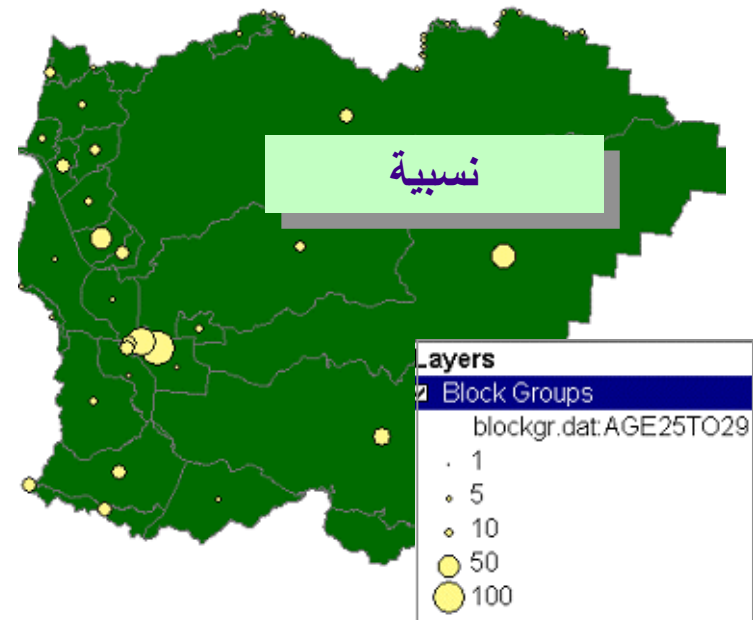 نسبية
Layers
Block Groups
blockgr.dat:AGE25TO29
1
5
10
50
100